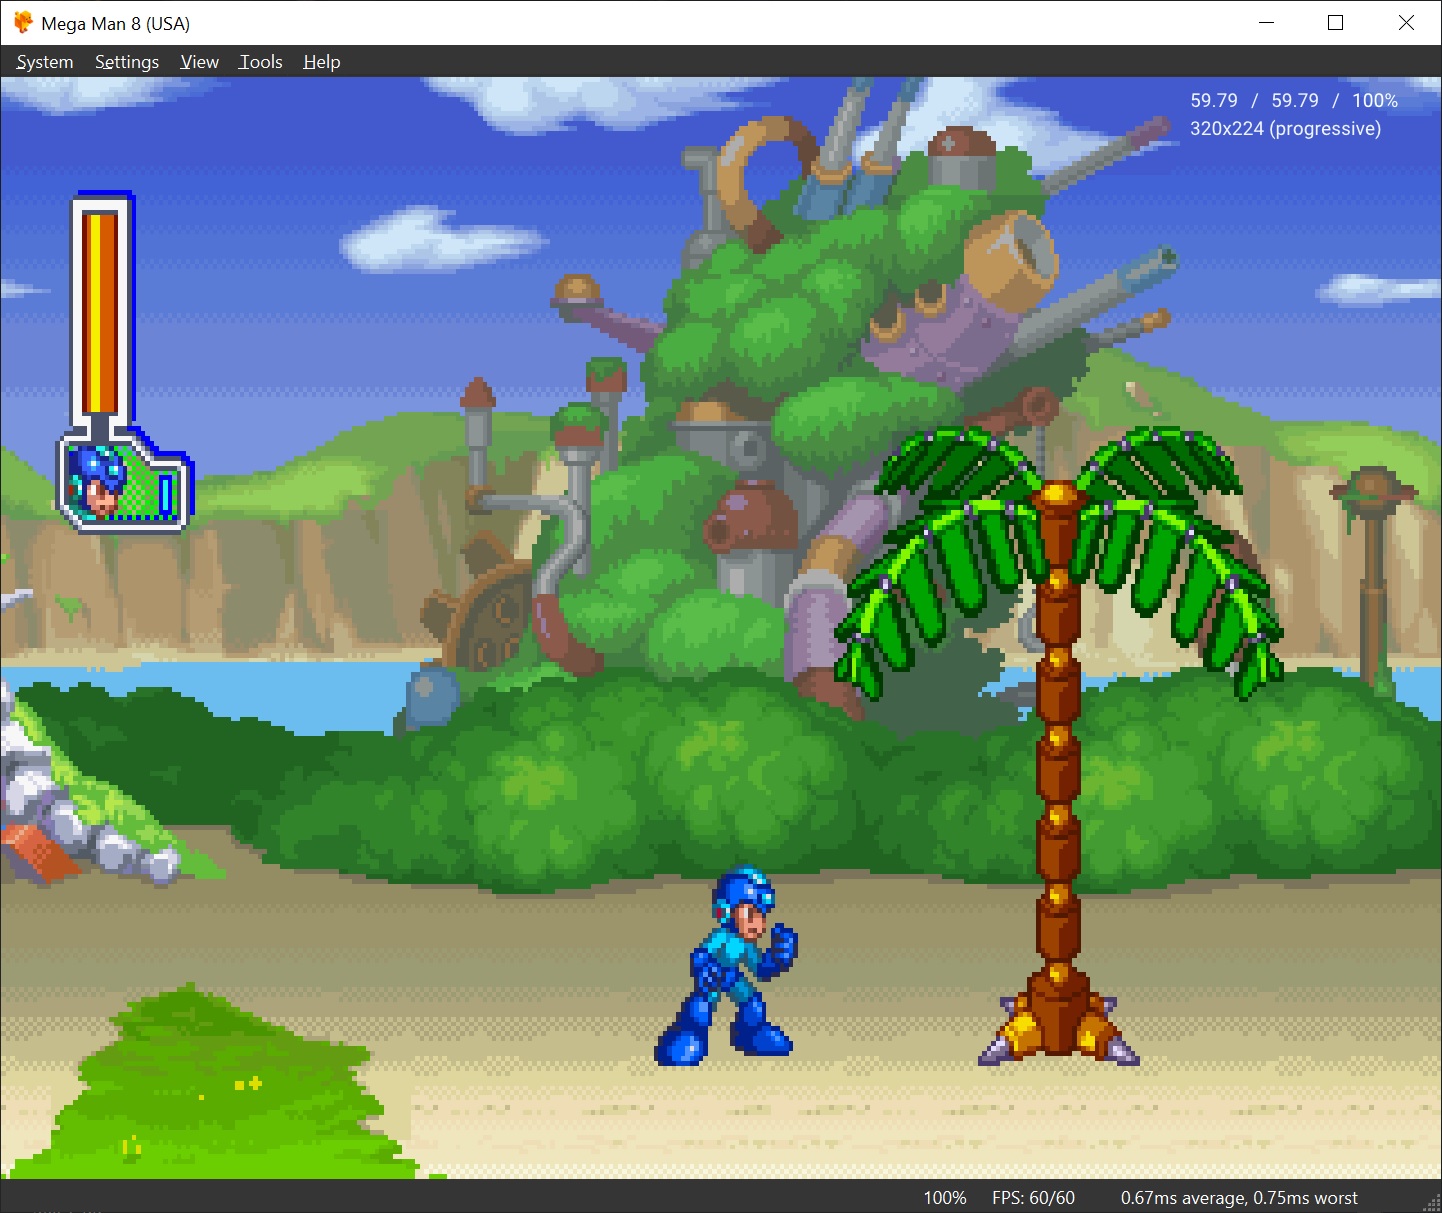 Mega Man 8 (USA)
System Settings View Tools Help
59.79 / 59.79 / 100%
320x224 (progressive)
100% FPS: 60/60 0.67ms average, 0.75ms worst